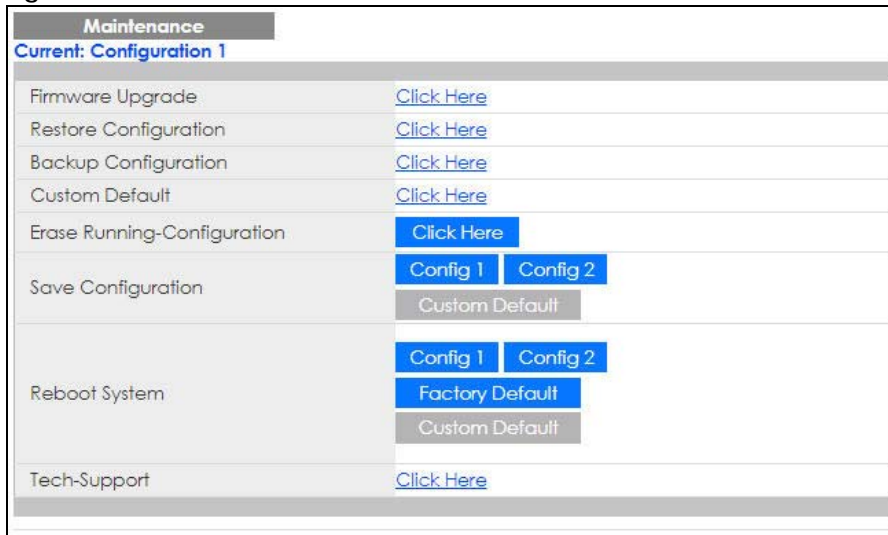 Maintenance
Current: Configuration 1
Firmware Upgrade Click Here
Restore Configuration Click Here
Backup Configuration Click Here
Custom Default Click Here
Erase Running-Configuration Click Here
Save Configuration
Config 1 Config 2
Custom Default
Reboot System
Config 1 Config 2
Factory Default
Custom Default
Tech-Support Click Here